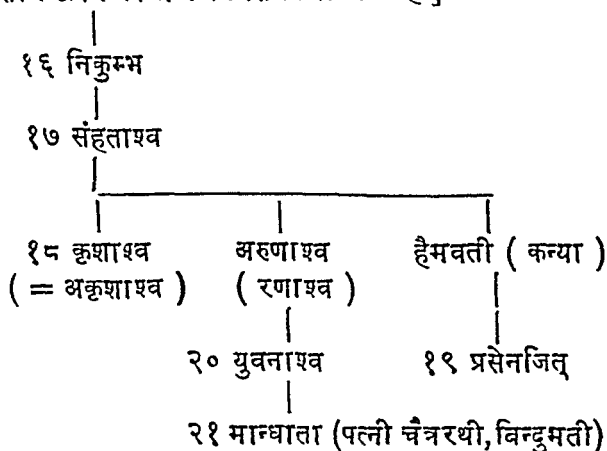 १६ निकुम्भ
१७ संहताश्व
१८ कृशाश्व अरुणाश्व हैमवती ( कन्या )
( = अकृशाश्व ) ( रणाश्व )
२० युवनाश्व १९ प्रसेनजित्
२१ मान्धाता (पत्नी चैत्ररथी, विन्दुमती)